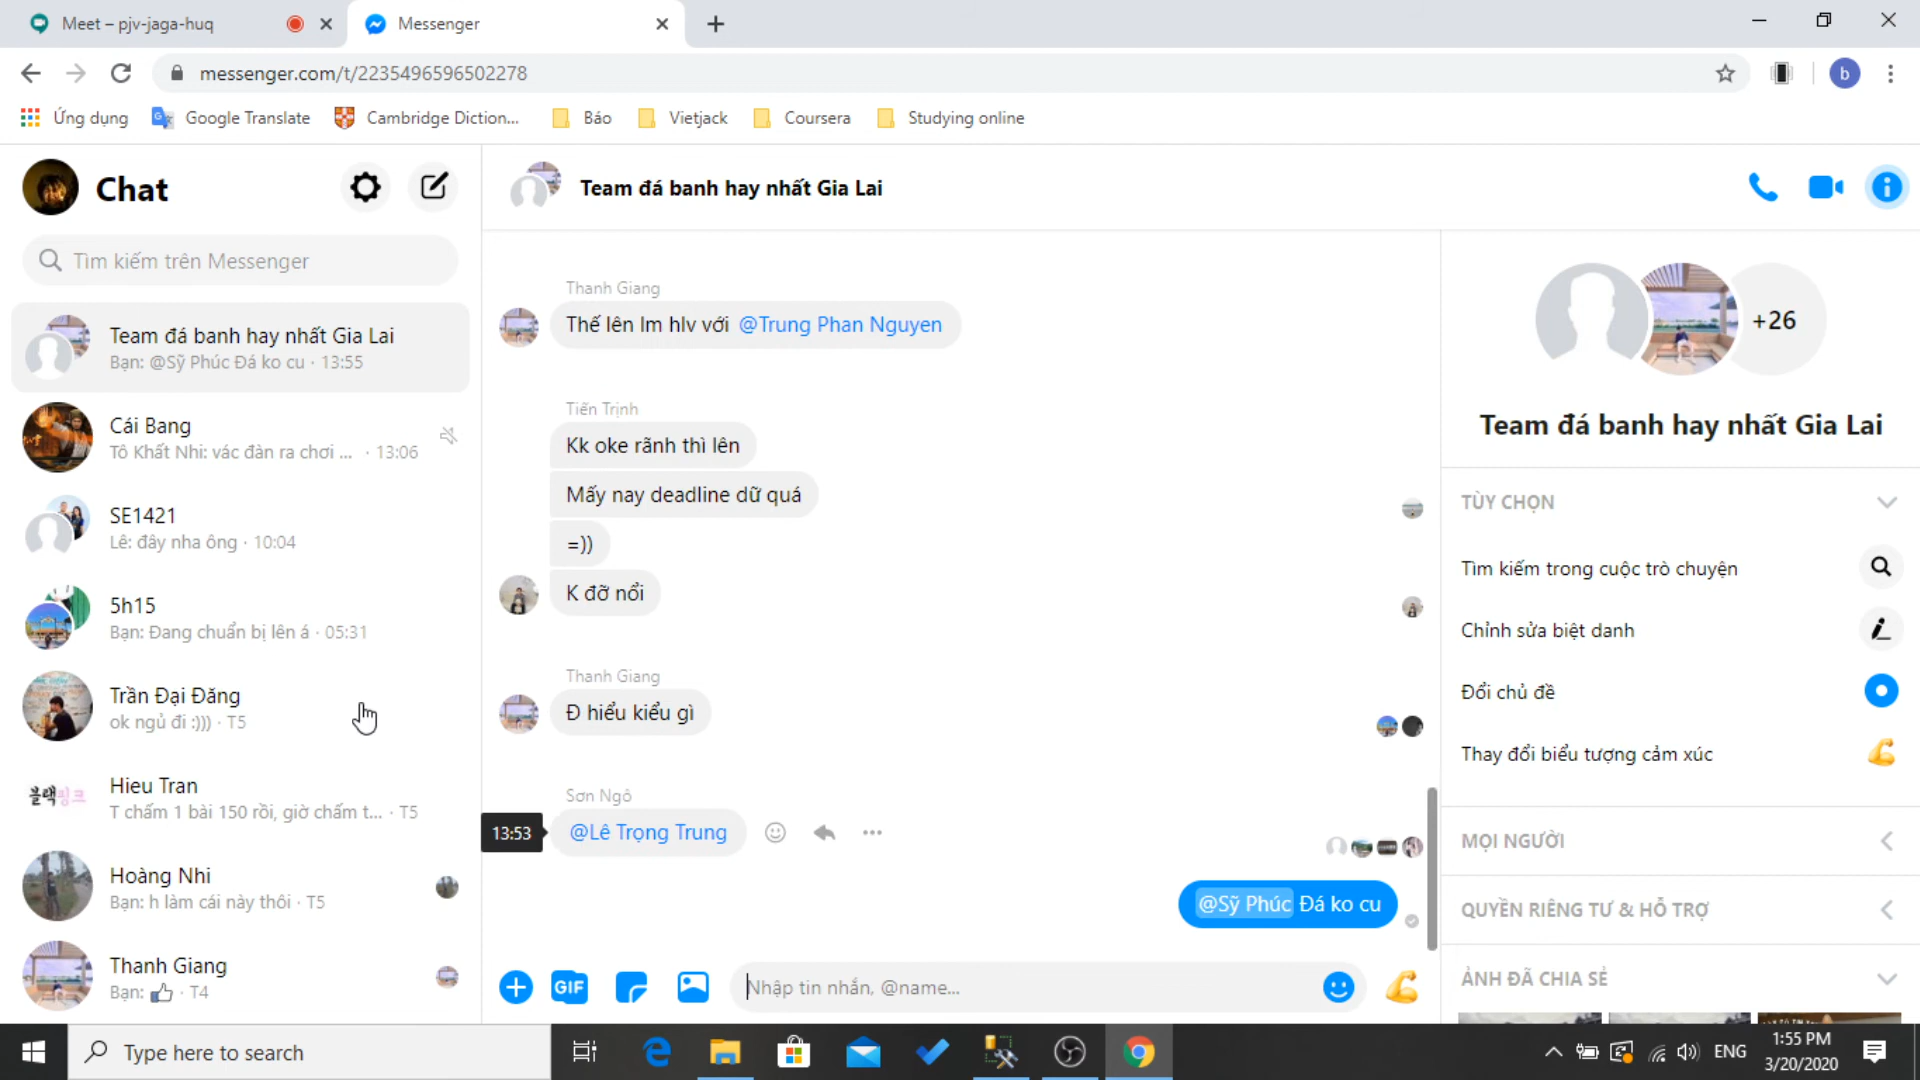 Meet – pjv-jaga-huq
Messenger
messenger.com/t/2235496596502278
b
Ứng dụng
Google Translate
Cambridge Diction...
Báo
Vietjack
Coursera
Studying online
Chat
Tìm kiếm trên Messenger
Team đá banh hay nhất Gia Lai
Bạn: @Sỹ Phúc Đá ko cu · 13:55
Cái Bang
Tô Khất Nhi: vác đàn ra chơi ... · 13:06
SE1421
Lê: đây nha ông · 10:04
5h15
Bạn: Đang chuẩn bị lên á · 05:31
Trần Đại Đăng
ok ngủ đi :))) · T5
블랙핑크
Hieu Tran
T chấm 1 bài 150 rồi, giờ chấm t... · T5
Hoàng Nhi
Bạn: h làm cái này thôi · T5
Thanh Giang
Bạn: · T4
Team đá banh hay nhất Gia Lai
Thanh Giang
Thế lên lm hlv với @Trung Phan Nguyen
Tiến Trịnh
Kk oke rãnh thì lên
Mấy nay deadline dữ quá
=))
K đỡ nổi
Thanh Giang
Đ hiểu kiểu gì
Sơn Ngô
13:53
@Lê Trọng Trung
@Sỹ Phúc Đá ko cu
GIF
Nhập tin nhắn, @name...
+26
Team đá banh hay nhất Gia Lai
TÙY CHỌN
Tìm kiếm trong cuộc trò chuyện
Chỉnh sửa biệt danh
Đổi chủ đề
Thay đổi biểu tượng cảm xúc
MỌI NGƯỜI
QUYỀN RIÊNG TƯ & HỖ TRỢ
ẢNH ĐÃ CHIA SẺ
Type here to search
ENG
1:55 PM
3/20/2020